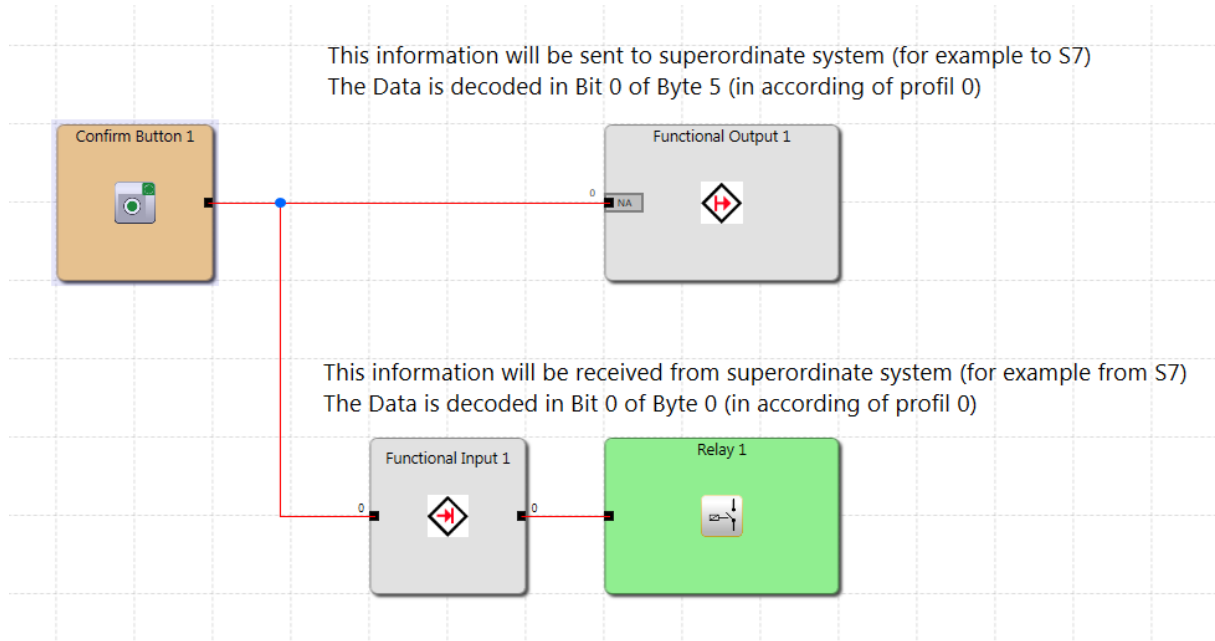 This information will be sent to superordinate system (for example to S7)
The Data is decoded in Bit 0 of Byte 5 (in according of profil 0)
Confirm Button 1
Functional Output 1
0
NA
This information will be received from superordinate system (for example from S7)
The Data is decoded in Bit 0 of Byte 0 (in according of profil 0)
Functional Input 1
Relay 1
0
0